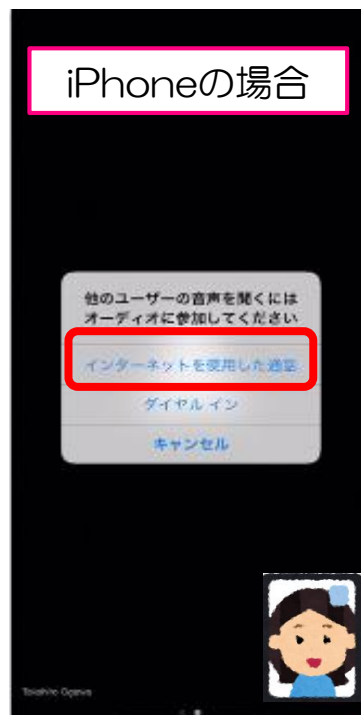 iPhoneの場合
他のユーザーの音声を聞くには
オーディオに参加してください
インターネットを使用した通話
ダイヤルイン
キャンセル